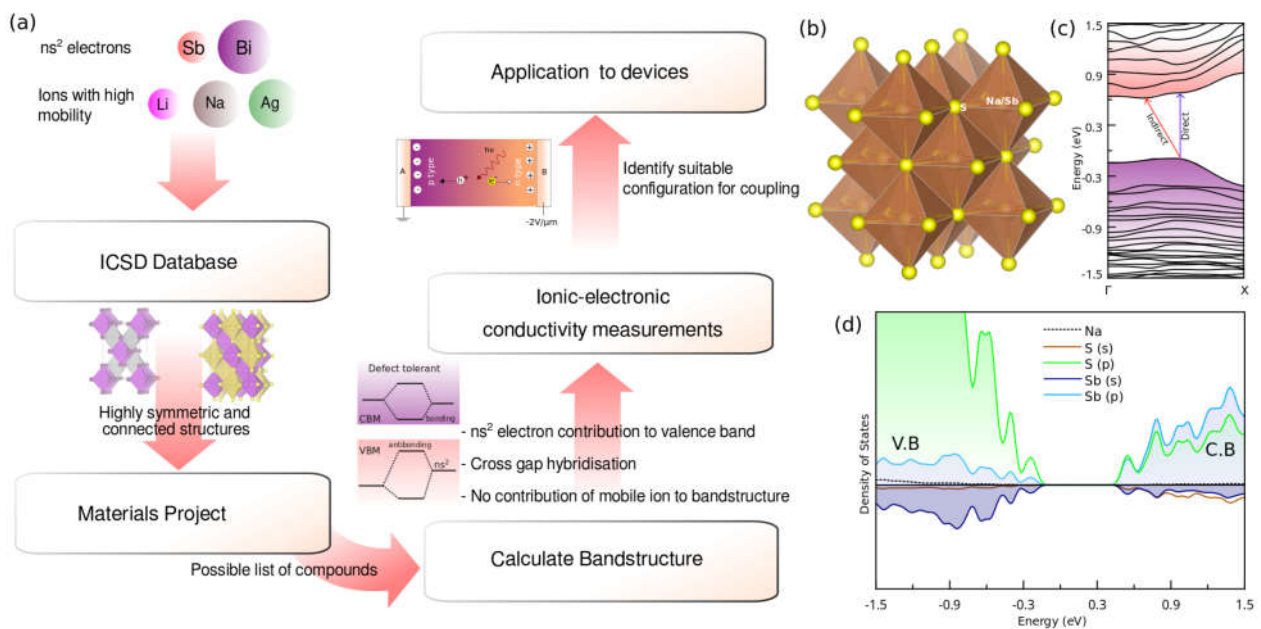 (a)
ns² electrons
Sb
Bi
Ions with high
mobility
Li
Na
Ag
ICSD Database
Highly symmetric and
connected structures
Materials Project
Possible list of compounds
Calculate Bandstructure
Defect tolerant
CBM
bonding
VBM
antibonding
ns²
- ns² electron contribution to valence band
- Cross gap hybridisation
- No contribution of mobile ion to bandstructure
Ionic-electronic
conductivity measurements
Identify suitable
configuration for coupling
A
p type
hν
n type
B
-2V/μm
Application to devices
(b)
S
Na/Sb
(c)
Energy (eV)
1.5
0.9
0.3
-0.3
-0.9
-1.5
Indirect
Direct
Γ
X
(d)
Density of States
V.B
C.B
Na
S (s)
S (p)
Sb (s)
Sb (p)
-1.5
-0.9
-0.3
0.3
0.9
1.5
Energy (eV)